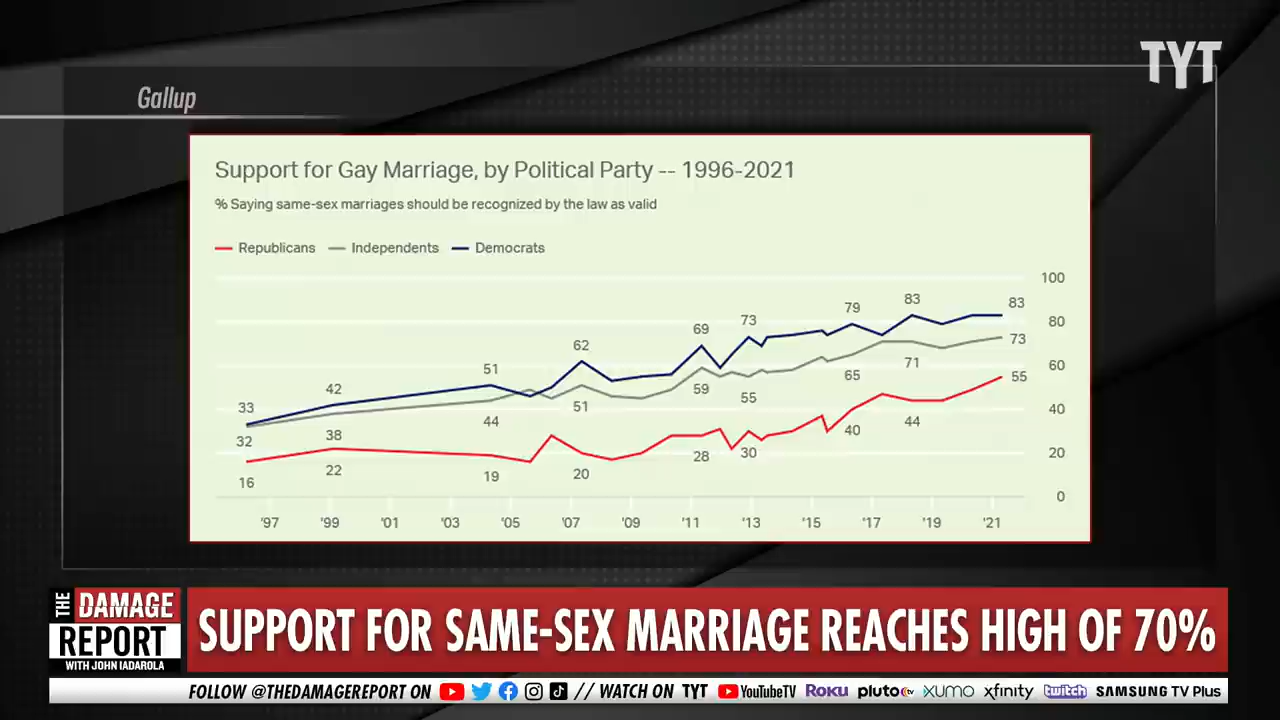 TYT
Gallup
Support for Gay Marriage, by Political Party -- 1996-2021
% Saying same-sex marriages should be recognized by the law as valid
Republicans Independents Democrats
100
80
60
40
20
0
33 42 51 62 69 73 79 83 83
32 38 44 51 59 55 65 71 73
16 22 19 20 28 30 40 44 55
'97 '99 '01 '03 '05 '07 '09 '11 '13 '15 '17 '19 '21
THE DAMAGE REPORT
WITH JOHN IADAROLA
SUPPORT FOR SAME-SEX MARRIAGE REACHES HIGH OF 70%
FOLLOW @THEDAMAGEREPORT ON // WATCH ON TYT YouTubeTV Roku pluto tv XUMO xfinity twitch SAMSUNG TV Plus